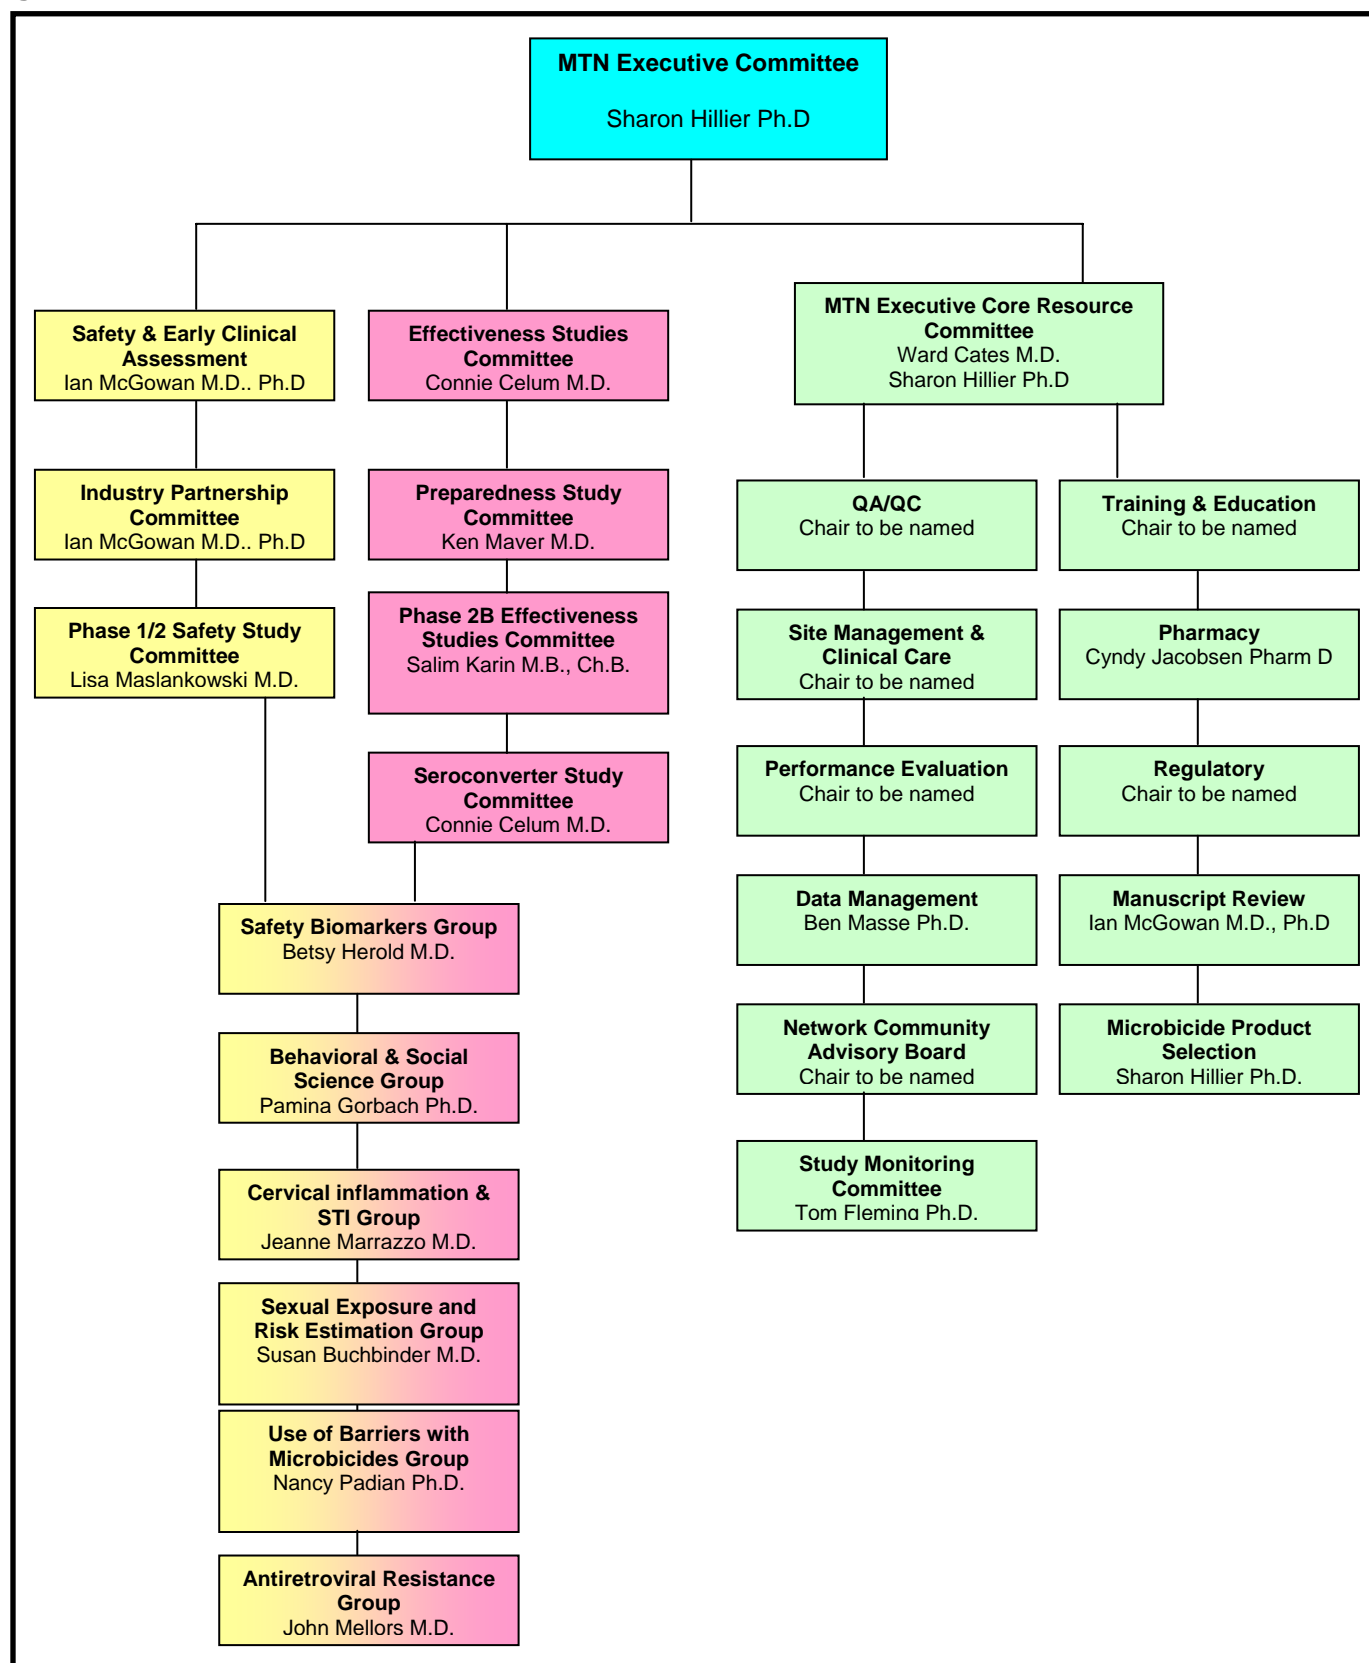 MTN Executive Committee
Sharon Hillier Ph.D
Safety & Early Clinical
Assessment
Ian McGowan M.D.. Ph.D
Industry Partnership
Committee
Ian McGowan M.D.. Ph.D
Phase 1/2 Safety Study
Committee
Lisa Maslankowski M.D.
Effectiveness Studies
Committee
Connie Celum M.D.
Preparedness Study
Committee
Ken Mayer M.D.
Phase 2B Effectiveness
Studies Committee
Salim Karin M.B., Ch.B.
Seroconverter Study
Committee
Connie Celum M.D.
Safety Biomarkers Group
Betsy Herold M.D.
Behavioral & Social
Science Group
Pamina Gorbach Ph.D.
Cervical inflammation &
STI Group
Jeanne Marrazzo M.D.
Sexual Exposure and
Risk Estimation Group
Susan Buchbinder M.D.
Use of Barriers with
Microbicides Group
Nancy Padian Ph.D.
Antiretroviral Resistance
Group
John Mellors M.D.
MTN Executive Core Resource
Committee
Ward Cates M.D.
Sharon Hillier Ph.D
QA/QC
Chair to be named
Site Management &
Clinical Care
Chair to be named
Performance Evaluation
Chair to be named
Data Management
Ben Masse Ph.D.
Network Community
Advisory Board
Chair to be named
Study Monitoring
Committee
Tom Fleming Ph.D.
Training & Education
Chair to be named
Pharmacy
Cyndy Jacobsen Pharm D
Regulatory
Chair to be named
Manuscript Review
Ian McGowan M.D., Ph.D
Microbicide Product
Selection
Sharon Hillier Ph.D.